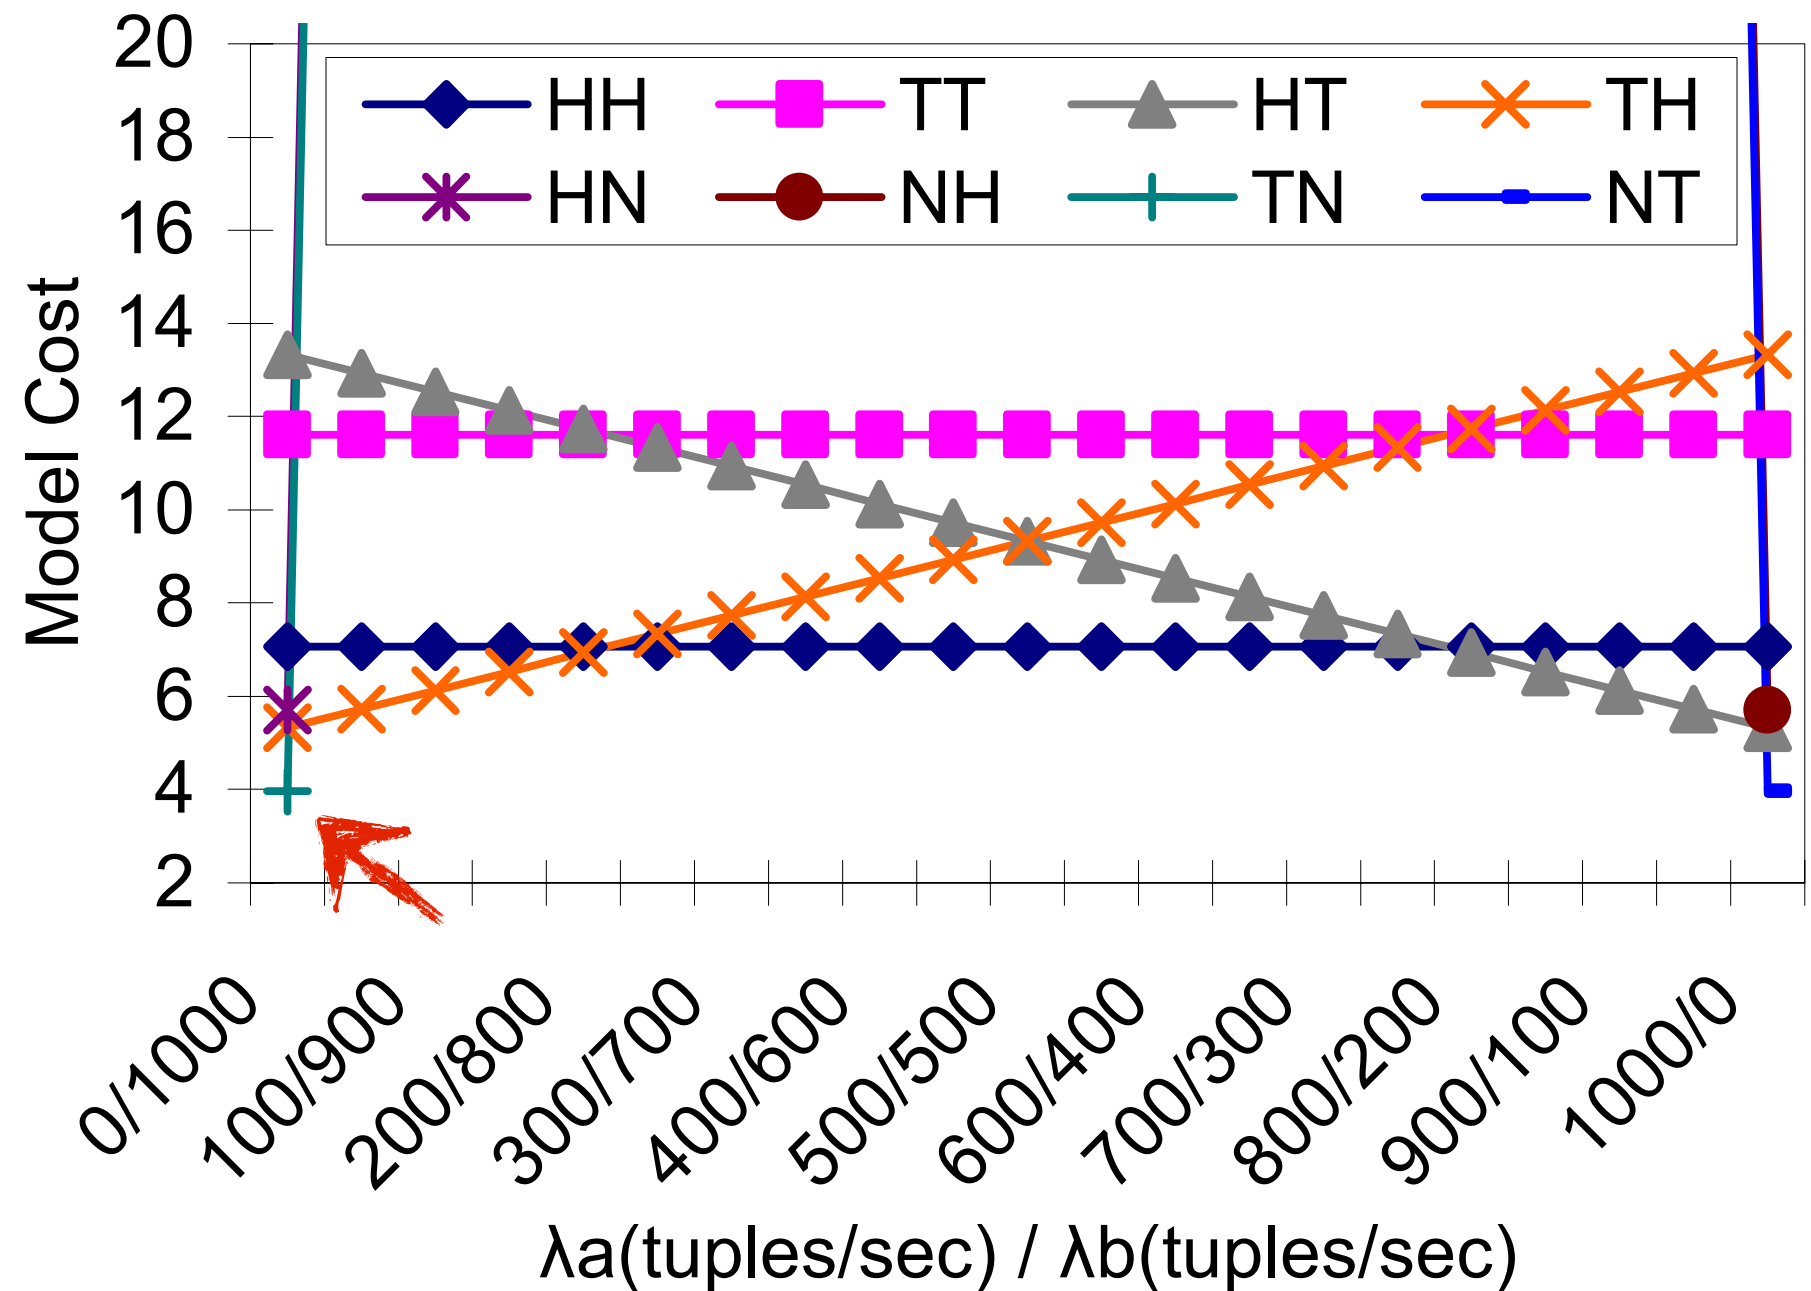 20
18
16
14
12
10
8
6
4
2
Model Cost
HH TT HT TH
HN NH TN NT
0/1000 100/900 200/800 300/700 400/600 500/500 600/400 700/300 800/200 900/100 1000/0
λa(tuples/sec) / λb(tuples/sec)